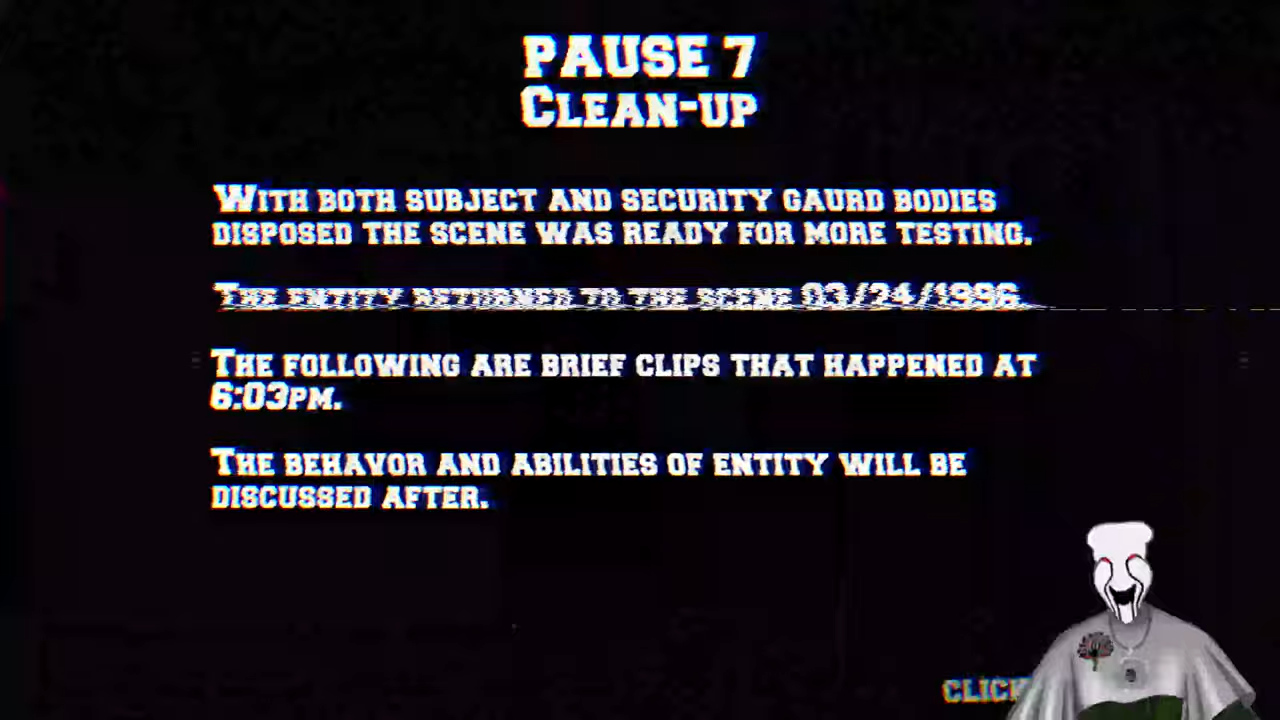 PAUSE 7
CLEAN-UP
WITH BOTH SUBJECT AND SECURITY GAURD BODIES
DISPOSED THE SCENE WAS READY FOR MORE TESTING.
THE ENTITY RETURNED TO THE SCENE 03/24/1996.
THE FOLLOWING ARE BRIEF CLIPS THAT HAPPENED AT
6:03PM.
THE BEHAVOR AND ABILITIES OF ENTITY WILL BE
DISCUSSED AFTER.
CLICK